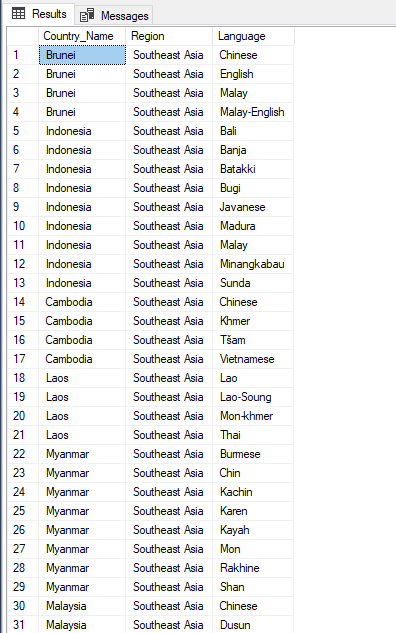 Results Messages
Country_Name Region Language
1 Brunei Southeast Asia Chinese
2 Brunei Southeast Asia English
3 Brunei Southeast Asia Malay
4 Brunei Southeast Asia Malay-English
5 Indonesia Southeast Asia Bali
6 Indonesia Southeast Asia Banja
7 Indonesia Southeast Asia Batakki
8 Indonesia Southeast Asia Bugi
9 Indonesia Southeast Asia Javanese
10 Indonesia Southeast Asia Madura
11 Indonesia Southeast Asia Malay
12 Indonesia Southeast Asia Minangkabau
13 Indonesia Southeast Asia Sunda
14 Cambodia Southeast Asia Chinese
15 Cambodia Southeast Asia Khmer
16 Cambodia Southeast Asia Tšam
17 Cambodia Southeast Asia Vietnamese
18 Laos Southeast Asia Lao
19 Laos Southeast Asia Lao-Soung
20 Laos Southeast Asia Mon-khmer
21 Laos Southeast Asia Thai
22 Myanmar Southeast Asia Burmese
23 Myanmar Southeast Asia Chin
24 Myanmar Southeast Asia Kachin
25 Myanmar Southeast Asia Karen
26 Myanmar Southeast Asia Kayah
27 Myanmar Southeast Asia Mon
28 Myanmar Southeast Asia Rakhine
29 Myanmar Southeast Asia Shan
30 Malaysia Southeast Asia Chinese
31 Malaysia Southeast Asia Dusun